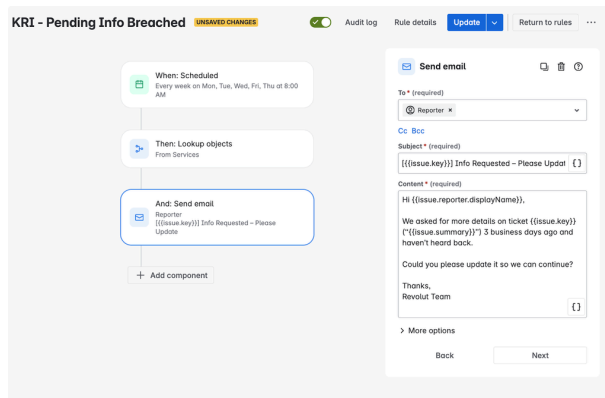 KRI - Pending Info Breached UNSAVED CHANGES Audit log Rule details Update Return to rules ...
When: Scheduled
Every week on Mon, Tue, Wed, Fri, Thu at 8:00
AM
Then: Lookup objects
From Services
And: Send email
Reporter
[{{issue.key}}] Info Requested – Please
Update
+ Add component
Send email
To * (required)
Reporter ×
Cc Bcc
Subject * (required)
[{{issue.key}}] Info Requested – Please Updat {}
Content * (required)
Hi {{issue.reporter.displayName}},
We asked for more details on ticket {{issue.key}}
("{{issue.summary}}") 3 business days ago and
haven't heard back.
Could you please update it so we can continue?
Thanks,
Revolut Team
{}
> More options
Back Next